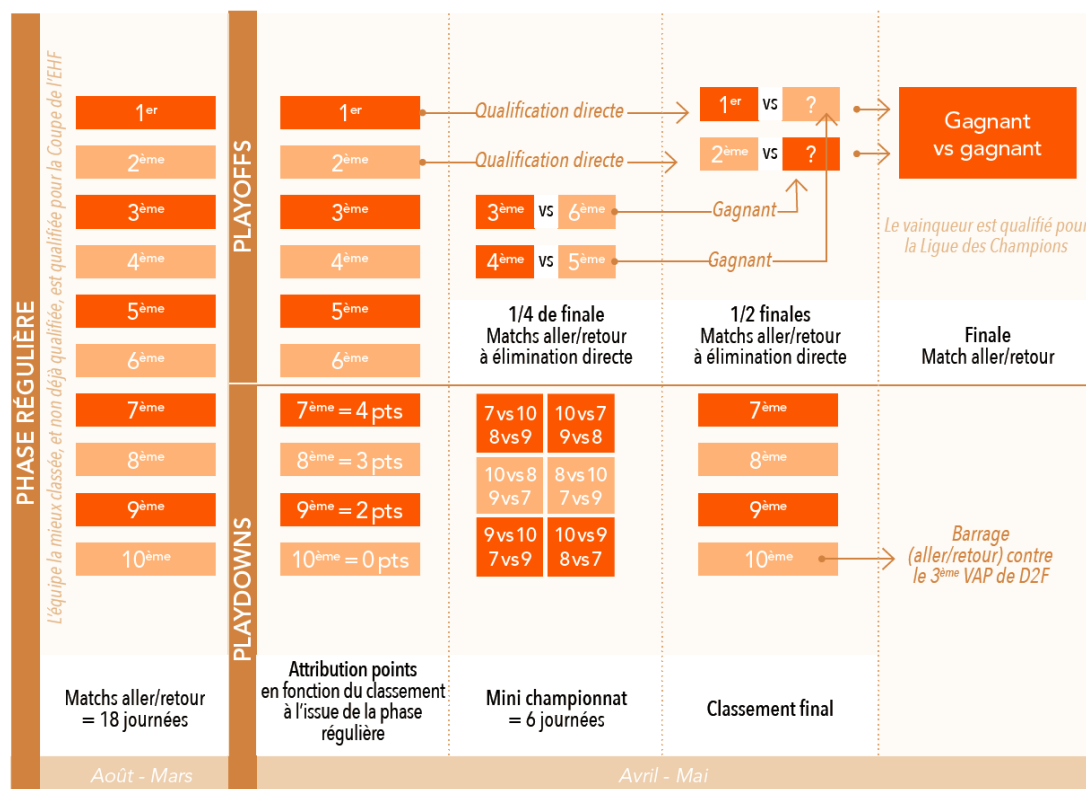 PHASE RÉGULIÈRE
L'équipe la mieux classée, et non déjà qualifiée, est qualifiée pour la Coupe de l'EHF
1er
2ème
3ème
4ème
5ème
6ème
7ème
8ème
9ème
10ème
Matchs aller/retour
= 18 journées
Août - Mars
PLAYOFFS
1er
2ème
3ème
4ème
5ème
6ème
Qualification directe
Qualification directe
3ème vs 6ème
4ème vs 5ème
Gagnant
Gagnant
1/4 de finale
Matchs aller/retour
à élimination directe
1er vs ?
2ème vs ?
1/2 finales
Matchs aller/retour
à élimination directe
Gagnant
vs gagnant
Le vainqueur est qualifié pour
la Ligue des Champions
Finale
Match aller/retour
PLAYDOWNS
7ème = 4 pts
8ème = 3 pts
9ème = 2 pts
10ème = 0 pts
Attribution points
en fonction du classement
à l'issue de la phase
régulière
7 vs 10
8 vs 9
10 vs 7
9 vs 8
10 vs 8
9 vs 7
8 vs 10
7 vs 9
9 vs 10
7 vs 9
10 vs 9
8 vs 7
Mini championnat
= 6 journées
7ème
8ème
9ème
10ème
Classement final
Barrage
(aller/retour) contre
le 3ème VAP de D2F
Avril - Mai